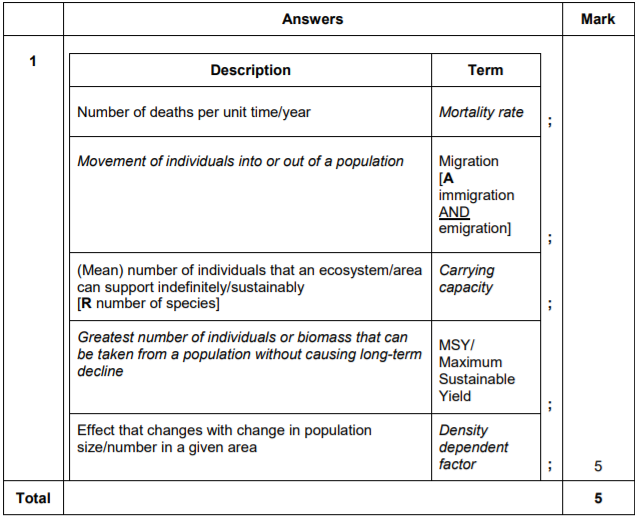 Answers Mark
1
Description Term
Number of deaths per unit time/year Mortality rate ;
Movement of individuals into or out of a population Migration
[A
immigration
AND
emigration] ;
(Mean) number of individuals that an ecosystem/area Carrying
can support indefinitely/sustainably capacity
[R number of species] ;
Greatest number of individuals or biomass that can
be taken from a population without causing long-term
decline
MSY/
Maximum
Sustainable
Yield ;
Effect that changes with change in population Density
size/number in a given area dependent
factor ; 5
Total 5